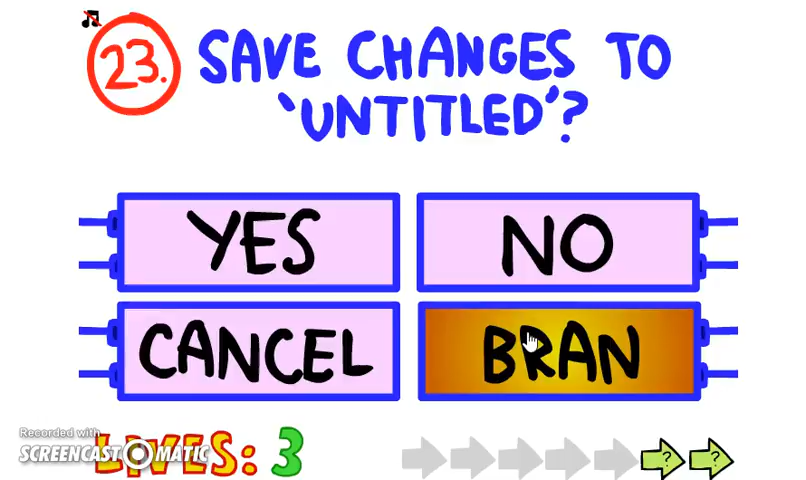 23.
SAVE CHANGES TO
'UNTITLED'?
YES
NO
CANCEL
BRAN
Recorded with
SCREENCAST-O-MATIC
LIVES: 3
? ?